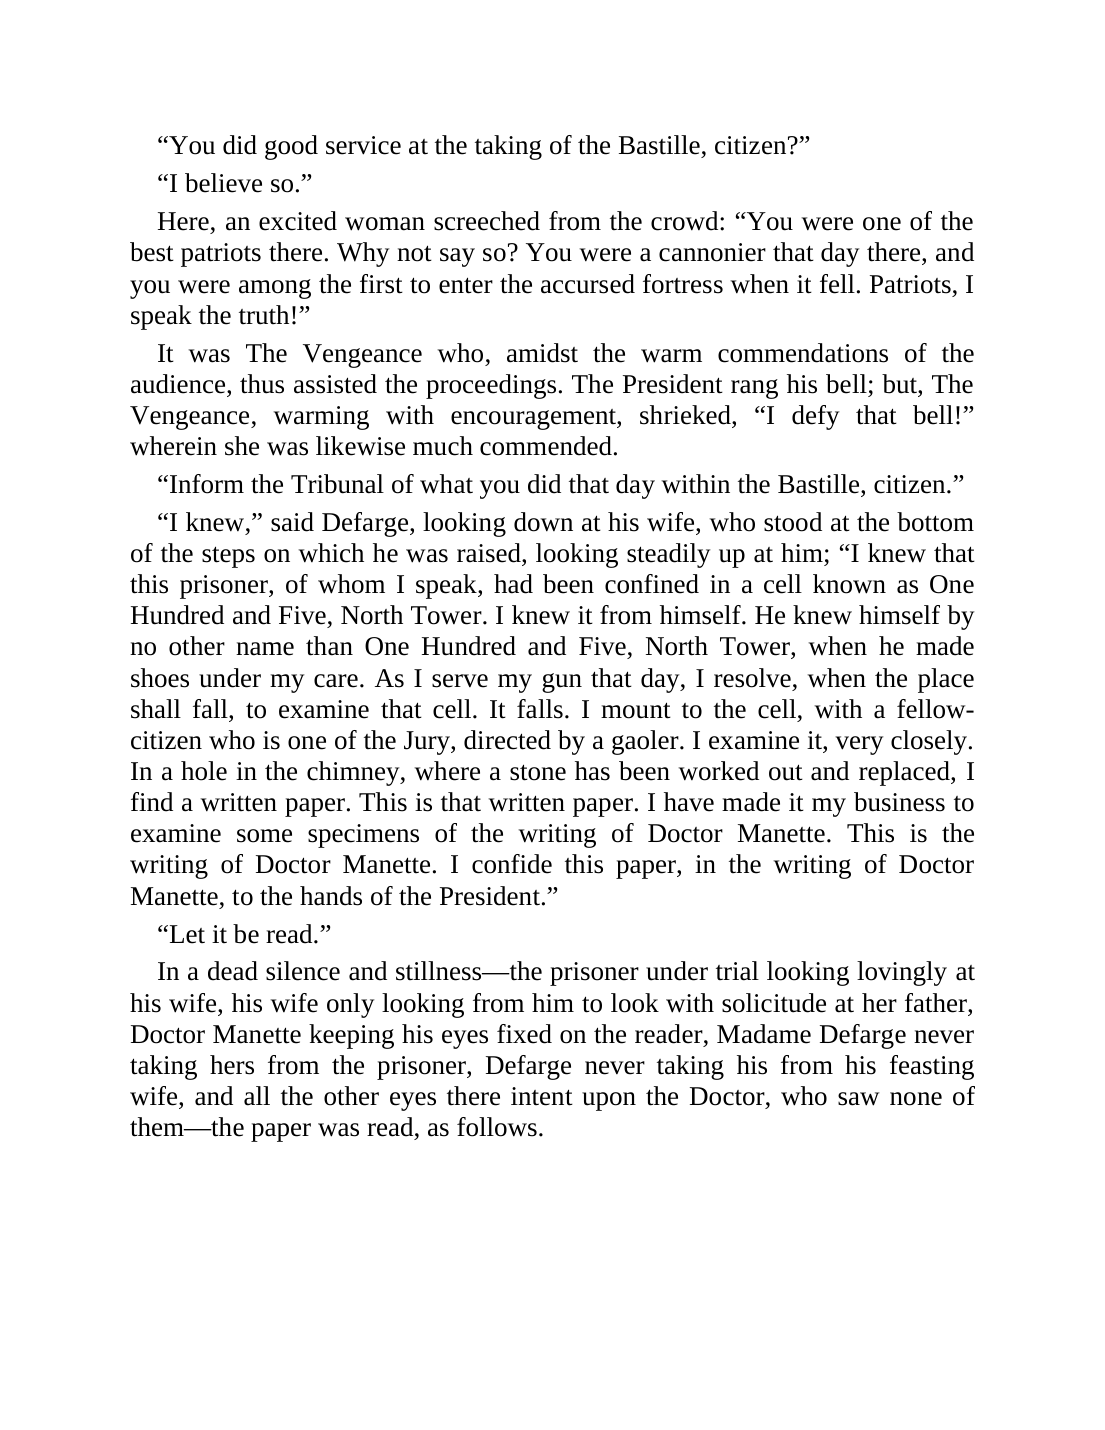 “You did good service at the taking of the Bastille, citizen?”
“I believe so.”
Here, an excited woman screeched from the crowd: “You were one of the
best patriots there. Why not say so? You were a cannonier that day there, and
you were among the first to enter the accursed fortress when it fell. Patriots, I
speak the truth!”
It was The Vengeance who, amidst the warm commendations of the
audience, thus assisted the proceedings. The President rang his bell; but, The
Vengeance, warming with encouragement, shrieked, “I defy that bell!”
wherein she was likewise much commended.
“Inform the Tribunal of what you did that day within the Bastille, citizen.”
“I knew,” said Defarge, looking down at his wife, who stood at the bottom
of the steps on which he was raised, looking steadily up at him; “I knew that
this prisoner, of whom I speak, had been confined in a cell known as One
Hundred and Five, North Tower. I knew it from himself. He knew himself by
no other name than One Hundred and Five, North Tower, when he made
shoes under my care. As I serve my gun that day, I resolve, when the place
shall fall, to examine that cell. It falls. I mount to the cell, with a fellow-
citizen who is one of the Jury, directed by a gaoler. I examine it, very closely.
In a hole in the chimney, where a stone has been worked out and replaced, I
find a written paper. This is that written paper. I have made it my business to
examine some specimens of the writing of Doctor Manette. This is the
writing of Doctor Manette. I confide this paper, in the writing of Doctor
Manette, to the hands of the President.”
“Let it be read.”
In a dead silence and stillness—the prisoner under trial looking lovingly at
his wife, his wife only looking from him to look with solicitude at her father,
Doctor Manette keeping his eyes fixed on the reader, Madame Defarge never
taking hers from the prisoner, Defarge never taking his from his feasting
wife, and all the other eyes there intent upon the Doctor, who saw none of
them—the paper was read, as follows.